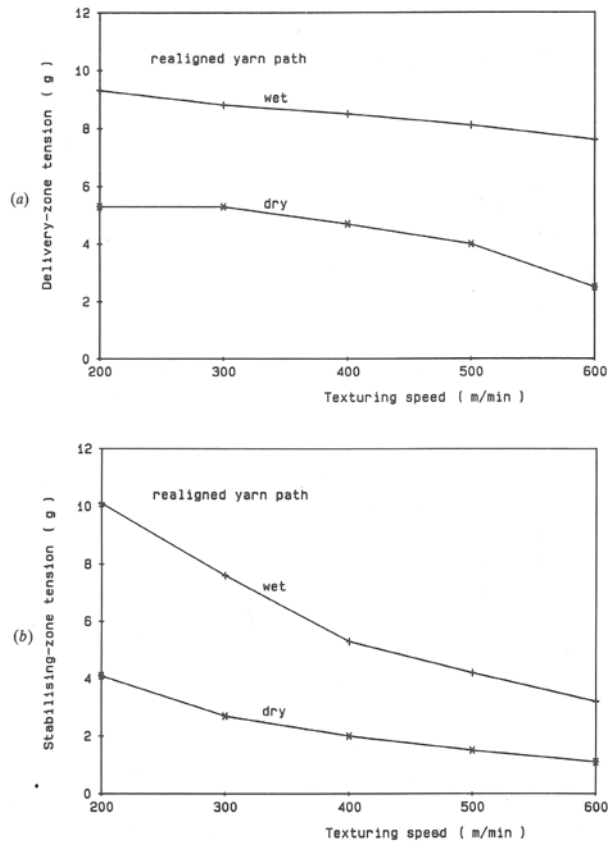 12
realigned yarn path
10
wet
8
(a)
Delivery-zone tension ( g )
6
dry
4
2
0
200 300 400 500 600
Texturing speed ( m/min )
12
realigned yarn path
10
8
wet
6
(b)
Stabilising-zone tension ( g )
4
dry
2
0
200 300 400 500 600
Texturing speed ( m/min )